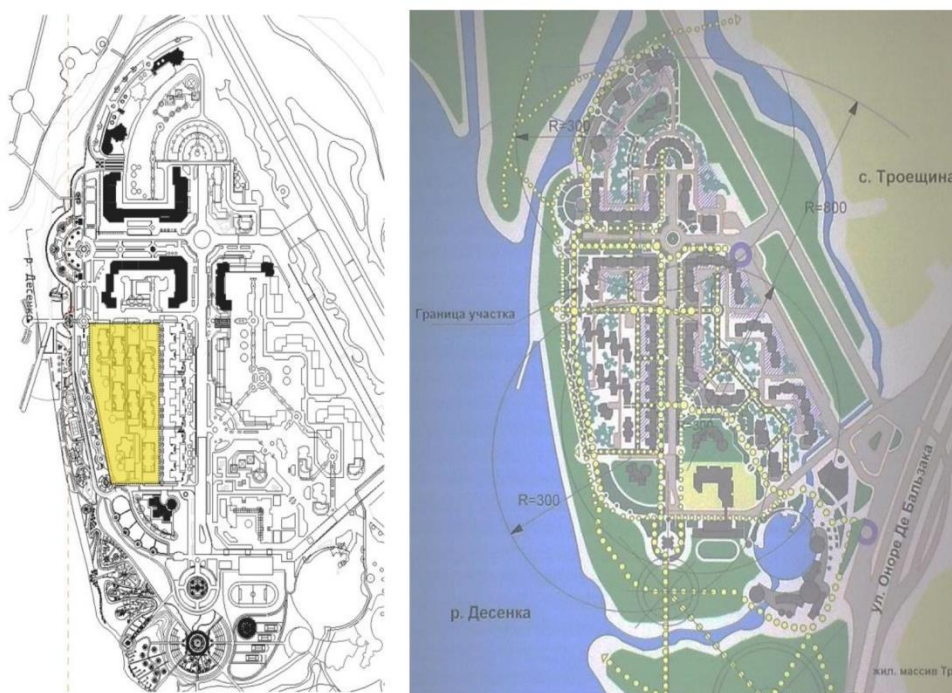 р. Десенка
R=300
с. Троещина
R=800
Граница участка
R=300
р. Десенка
ул. Оноре Де Бальзака
жил. массив Тр